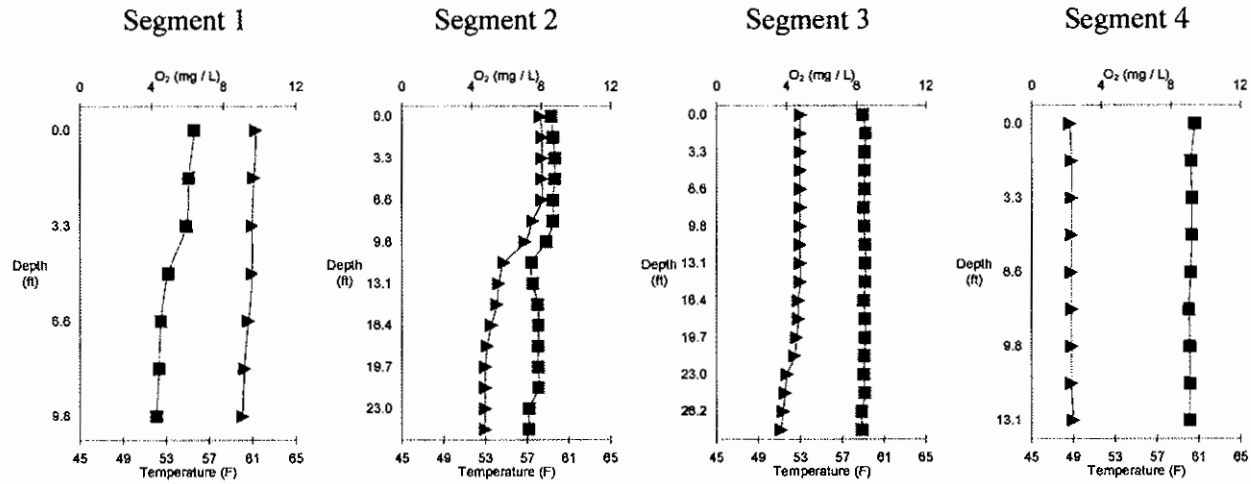 Segment 1
O₂ (mg / L)
0 4 8 12
0.0
3.3
Depth
(ft)
6.6
9.8
45 49 53 57 61 65
Temperature (F)
Segment 2
O₂ (mg / L)
0 4 8 12
0.0
3.3
6.6
9.8
Depth
(ft)
13.1
16.4
19.7
23.0
45 49 53 57 61 65
Temperature (F)
Segment 3
O₂ (mg / L)
0 4 8 12
0.0
3.3
6.6
9.8
Depth
(ft)
13.1
16.4
19.7
23.0
26.2
45 49 53 57 61 65
Temperature (F)
Segment 4
O₂ (mg / L)
0 4 8 12
0.0
3.3
Depth
(ft)
6.6
9.8
13.1
45 49 53 57 61 65
Temperature (F)